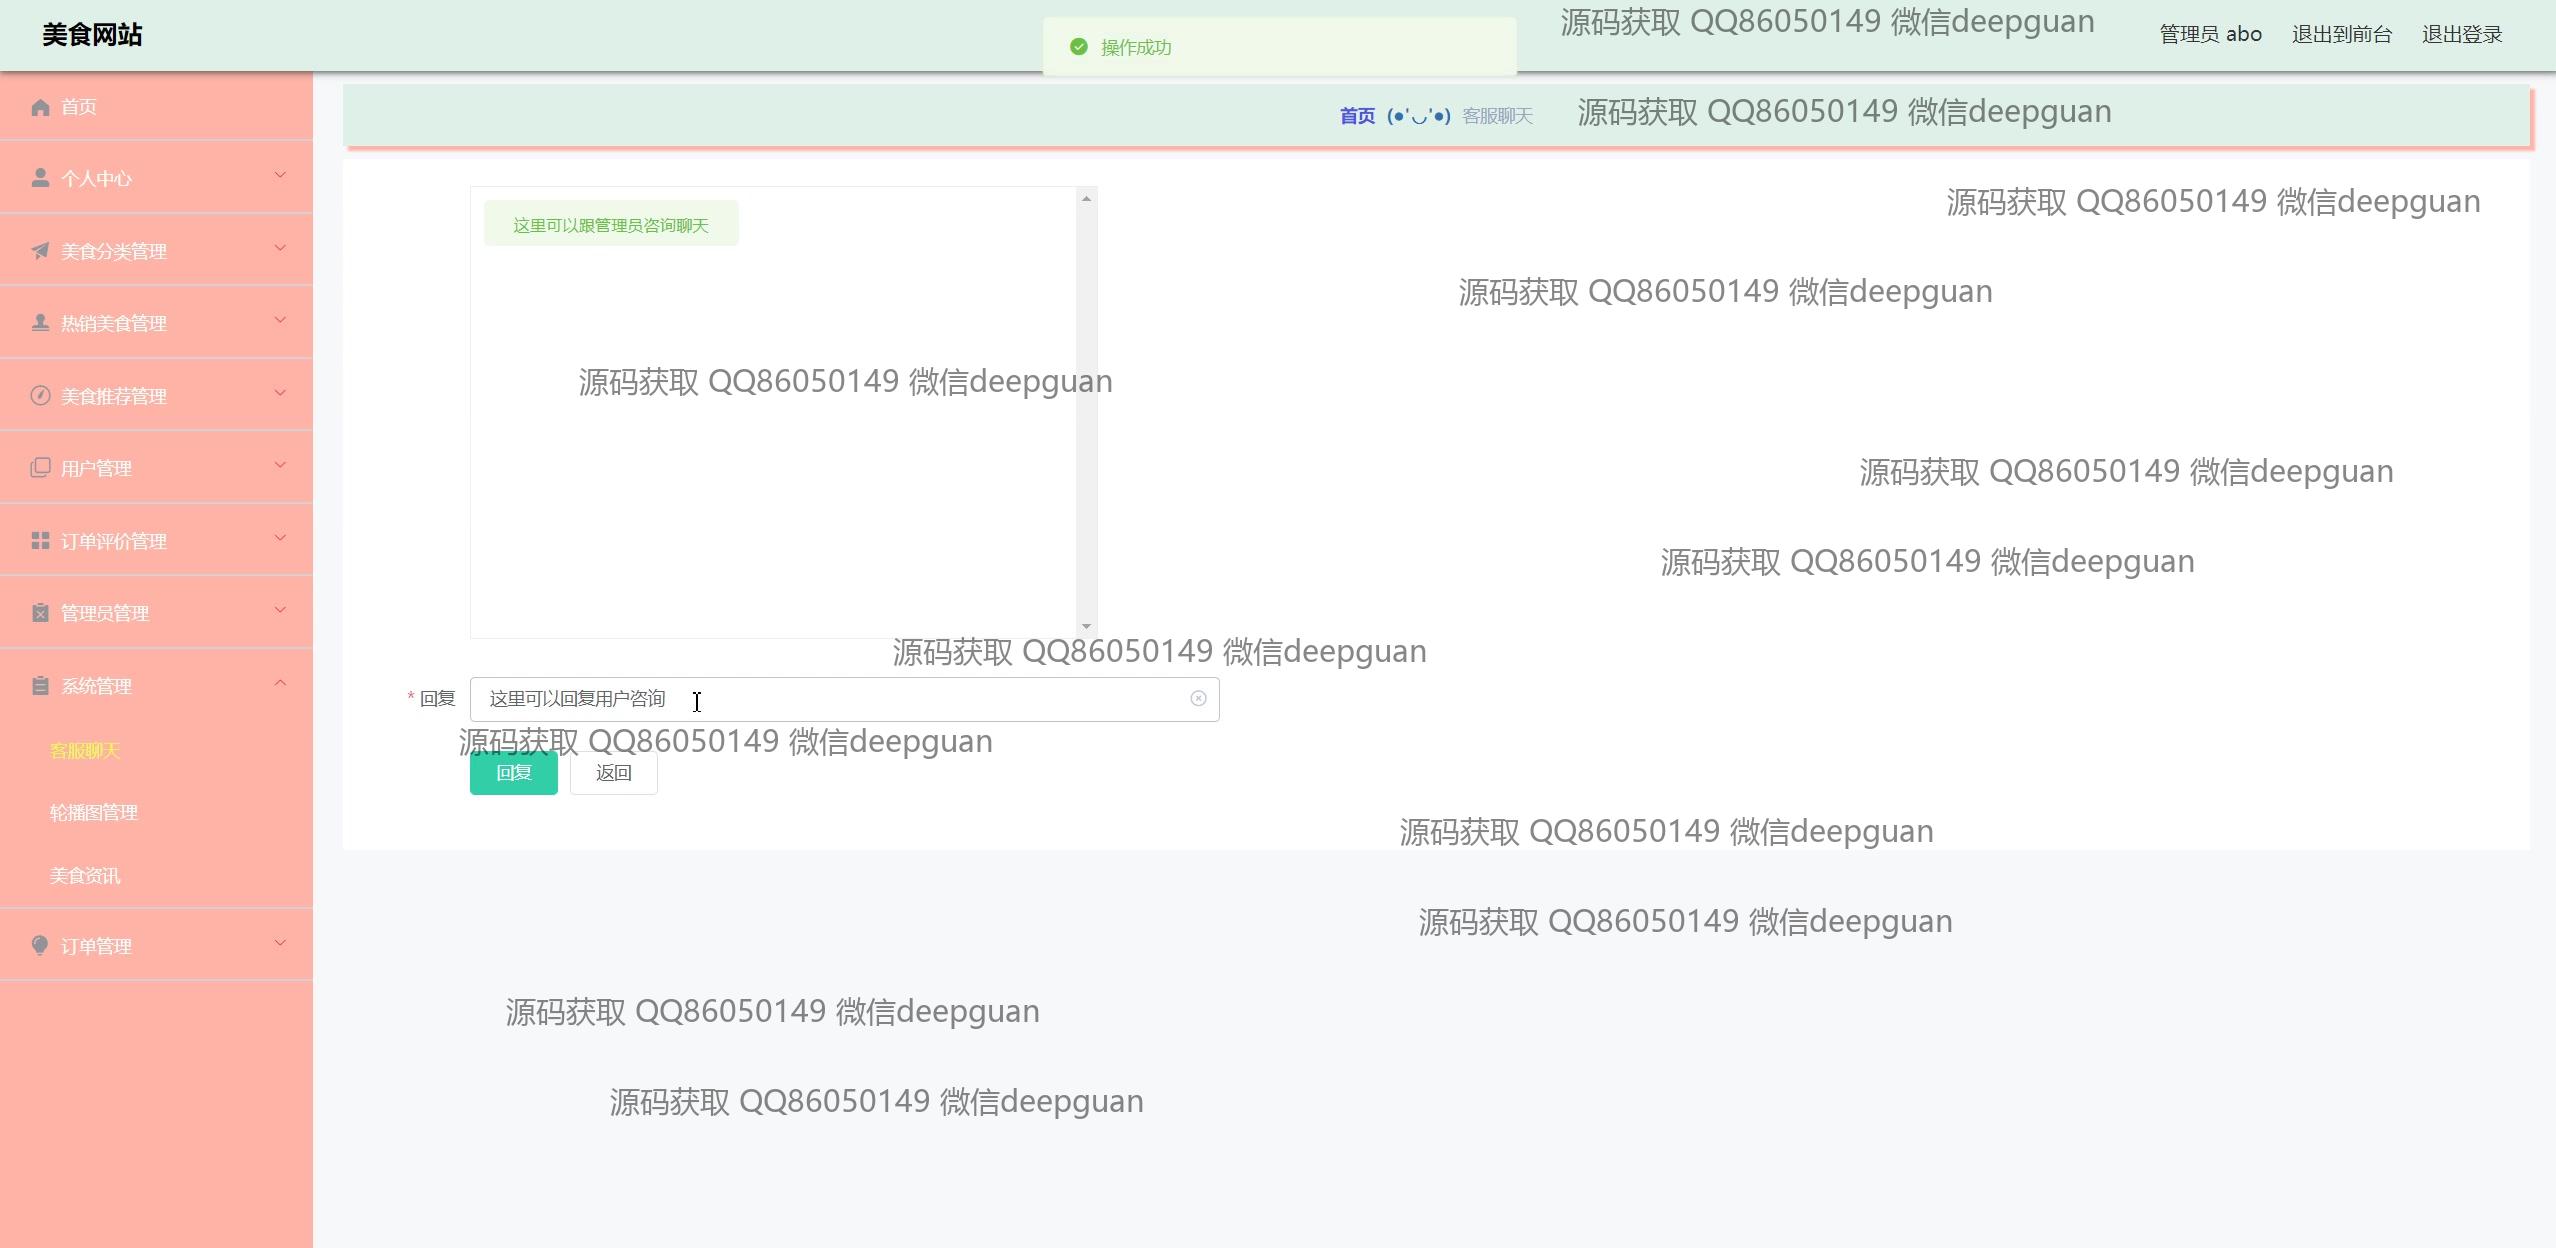 美食网站
操作成功
源码获取 QQ86050149 微信deepguan
管理员 abo 退出到前台 退出登录
首页 (●'◡'●) 客服聊天
源码获取 QQ86050149 微信deepguan
首页
个人中心
美食分类管理
热销美食管理
美食推荐管理
用户管理
订单评价管理
管理员管理
系统管理
客服聊天
轮播图管理
美食资讯
订单管理
这里可以跟管理员咨询聊天
源码获取 QQ86050149 微信deepguan
源码获取 QQ86050149 微信deepguan
源码获取 QQ86050149 微信deepguan
源码获取 QQ86050149 微信deepguan
源码获取 QQ86050149 微信deepguan
源码获取 QQ86050149 微信deepguan
* 回复 这里可以回复用户咨询
源码获取 QQ86050149 微信deepguan
回复 返回
源码获取 QQ86050149 微信deepguan
源码获取 QQ86050149 微信deepguan
源码获取 QQ86050149 微信deepguan
源码获取 QQ86050149 微信deepguan